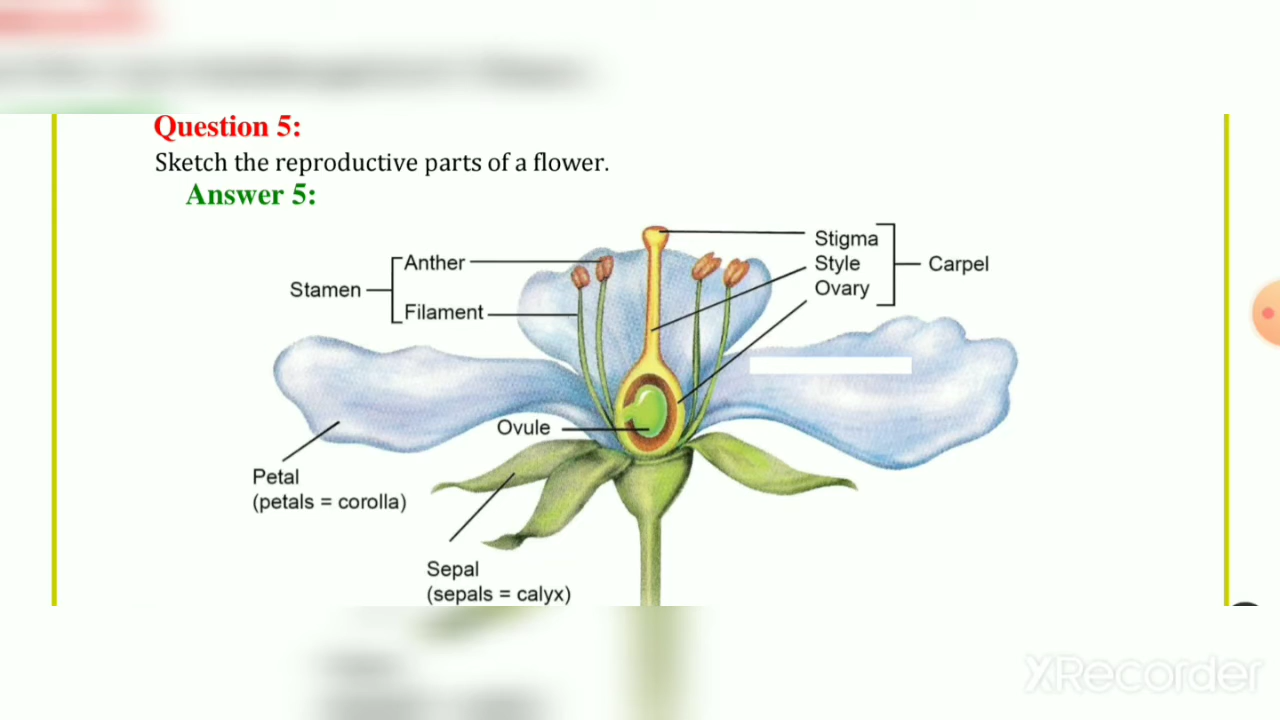 Question 5:
Sketch the reproductive parts of a flower.
Answer 5:
Stamen
Anther
Filament
Stigma
Style
Ovary
Carpel
Ovule
Petal
(petals = corolla)
Sepal
(sepals = calyx)
XRecorder